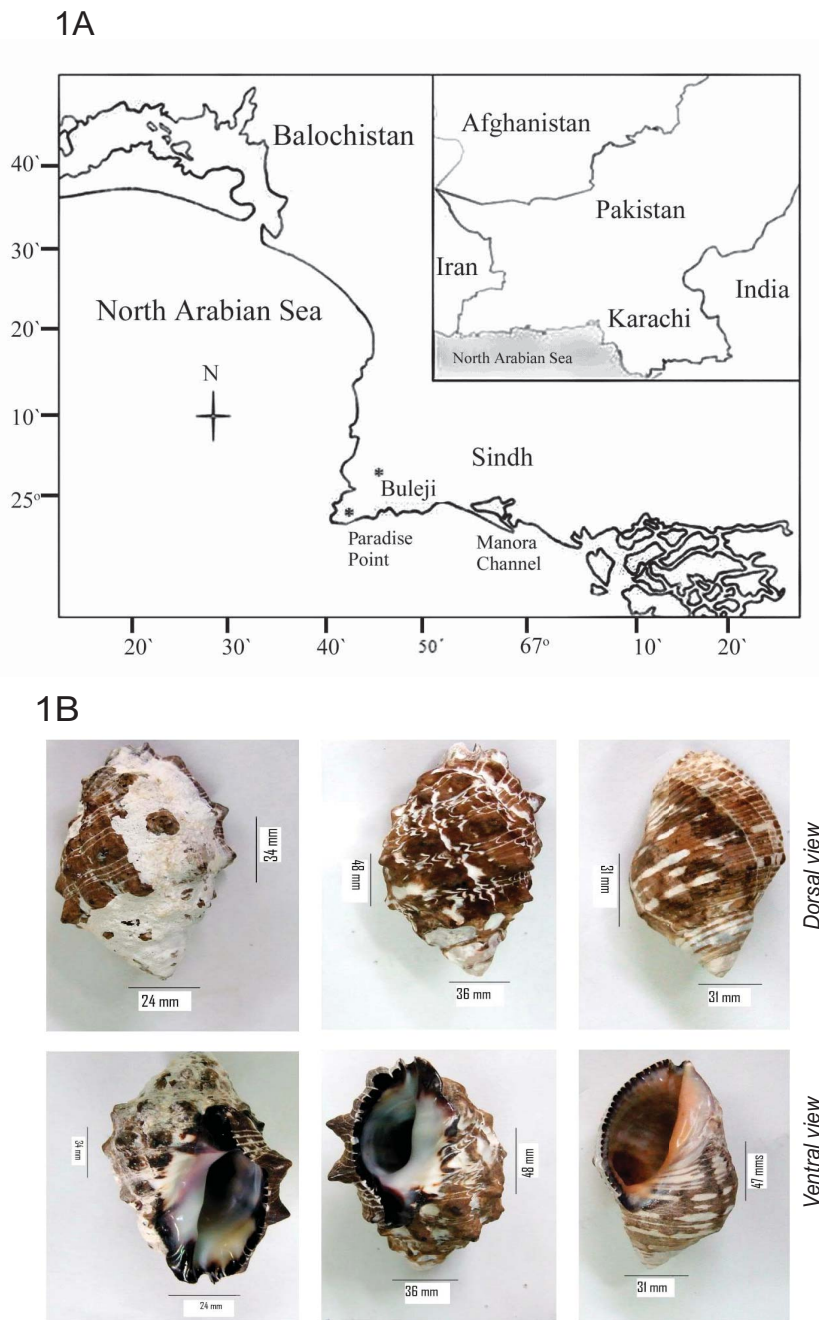 1A
Balochistan
Afghanistan
Pakistan
Iran
India
Karachi
North Arabian Sea
40`
30`
20`
10`
25°
North Arabian Sea
N
Sindh
*
Buleji
*
Paradise
Point
Manora
Channel
20`
30`
40`
50`
67°
10`
20`
1B
34 mm
24 mm
48 mm
36 mm
31 mm
31 mm
Dorsal view
34 mm
24 mm
48 mm
36 mm
47 mms
31 mm
Ventral view